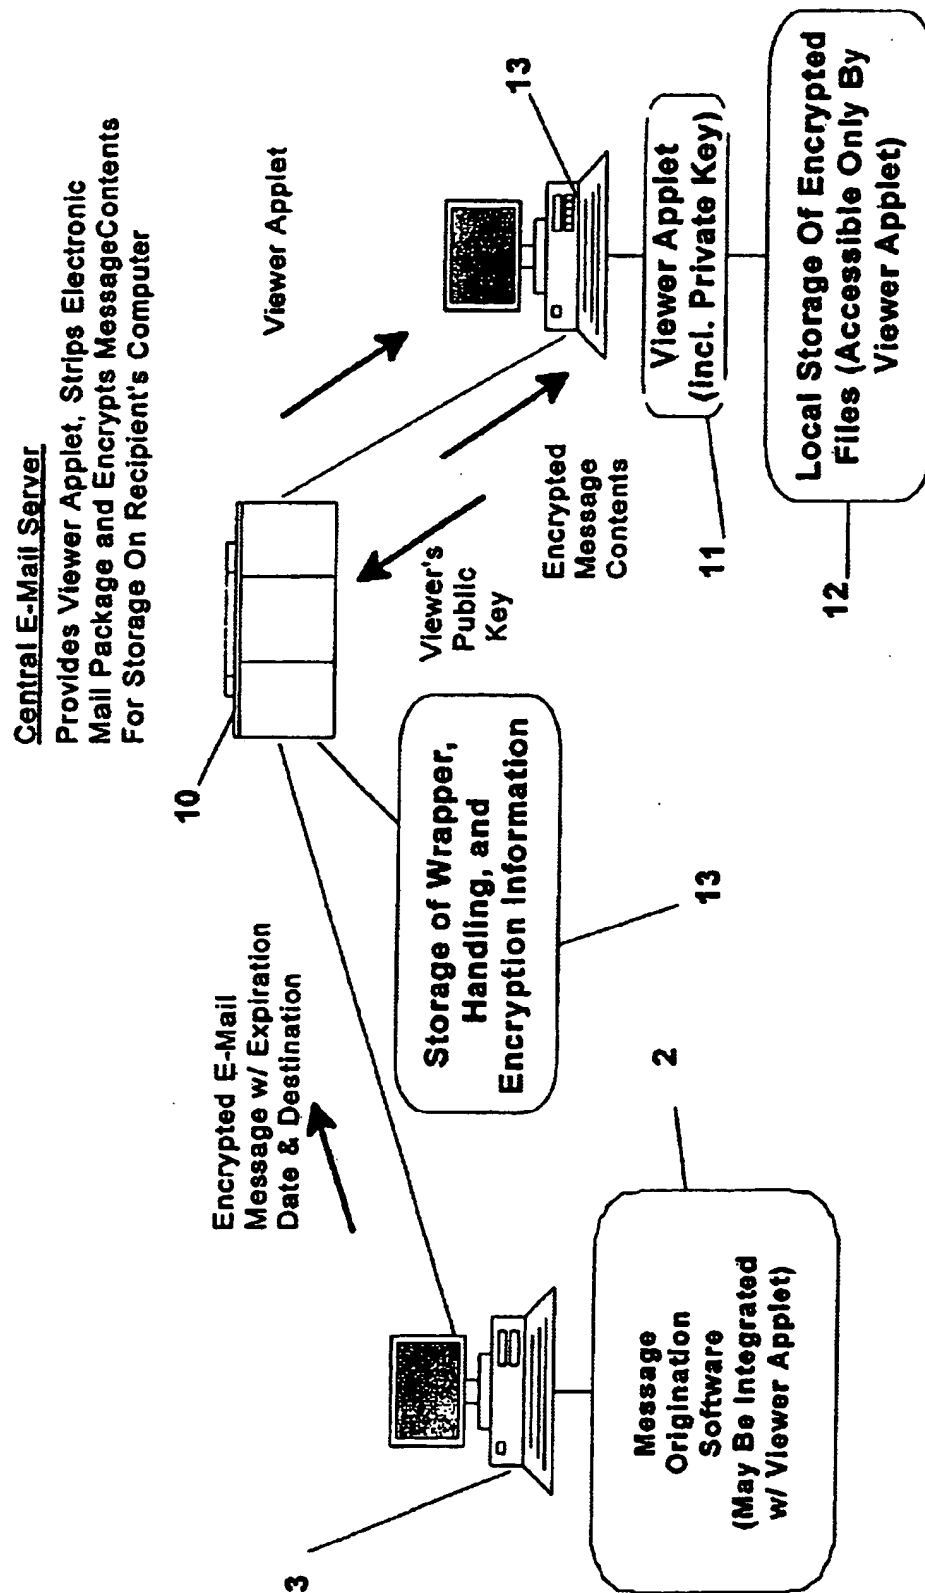 Central E-Mail Server
Provides Viewer Applet, Strips Electronic
Mail Package and Encrypts MessageContents
For Storage On Recipient's Computer
10
Encrypted E-Mail
Message w/ Expiration
Date & Destination
Viewer Applet
Viewer's
Public
Key
Encrypted
Message
Contents
13
3
Storage of Wrapper,
Handling, and
Encryption Information
13
2
Message
Origination
Software
(May Be Integrated
w/ Viewer Applet)
11
Viewer Applet
(incl. Private Key)
12
Local Storage Of Encrypted
Files (Accessible Only By
Viewer Applet)